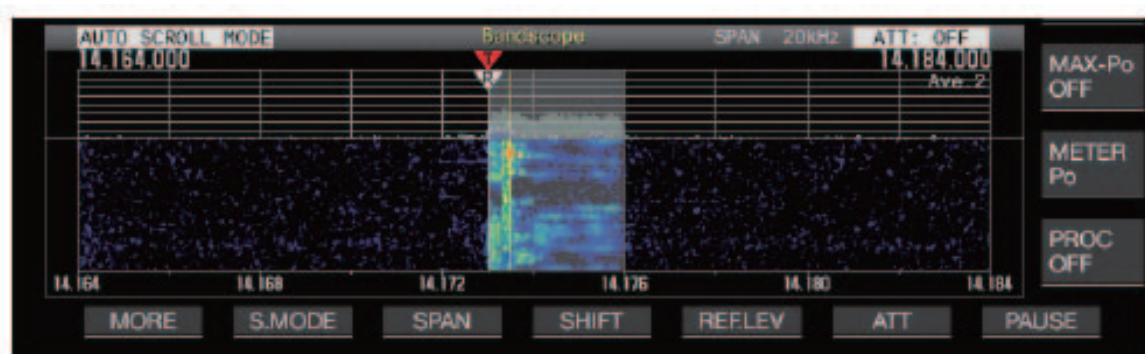 AUTO SCROLL MODE Bandscope SPAN 20kHz ATT: OFF
14.164.000 T 14.184.000
R Ave 2
14.164 14.168 14.172 14.176 14.180 14.184
MORE S.MODE SPAN SHIFT REF.LEV ATT PAUSE
MAX-Po
OFF
METER
Po
PROC
OFF